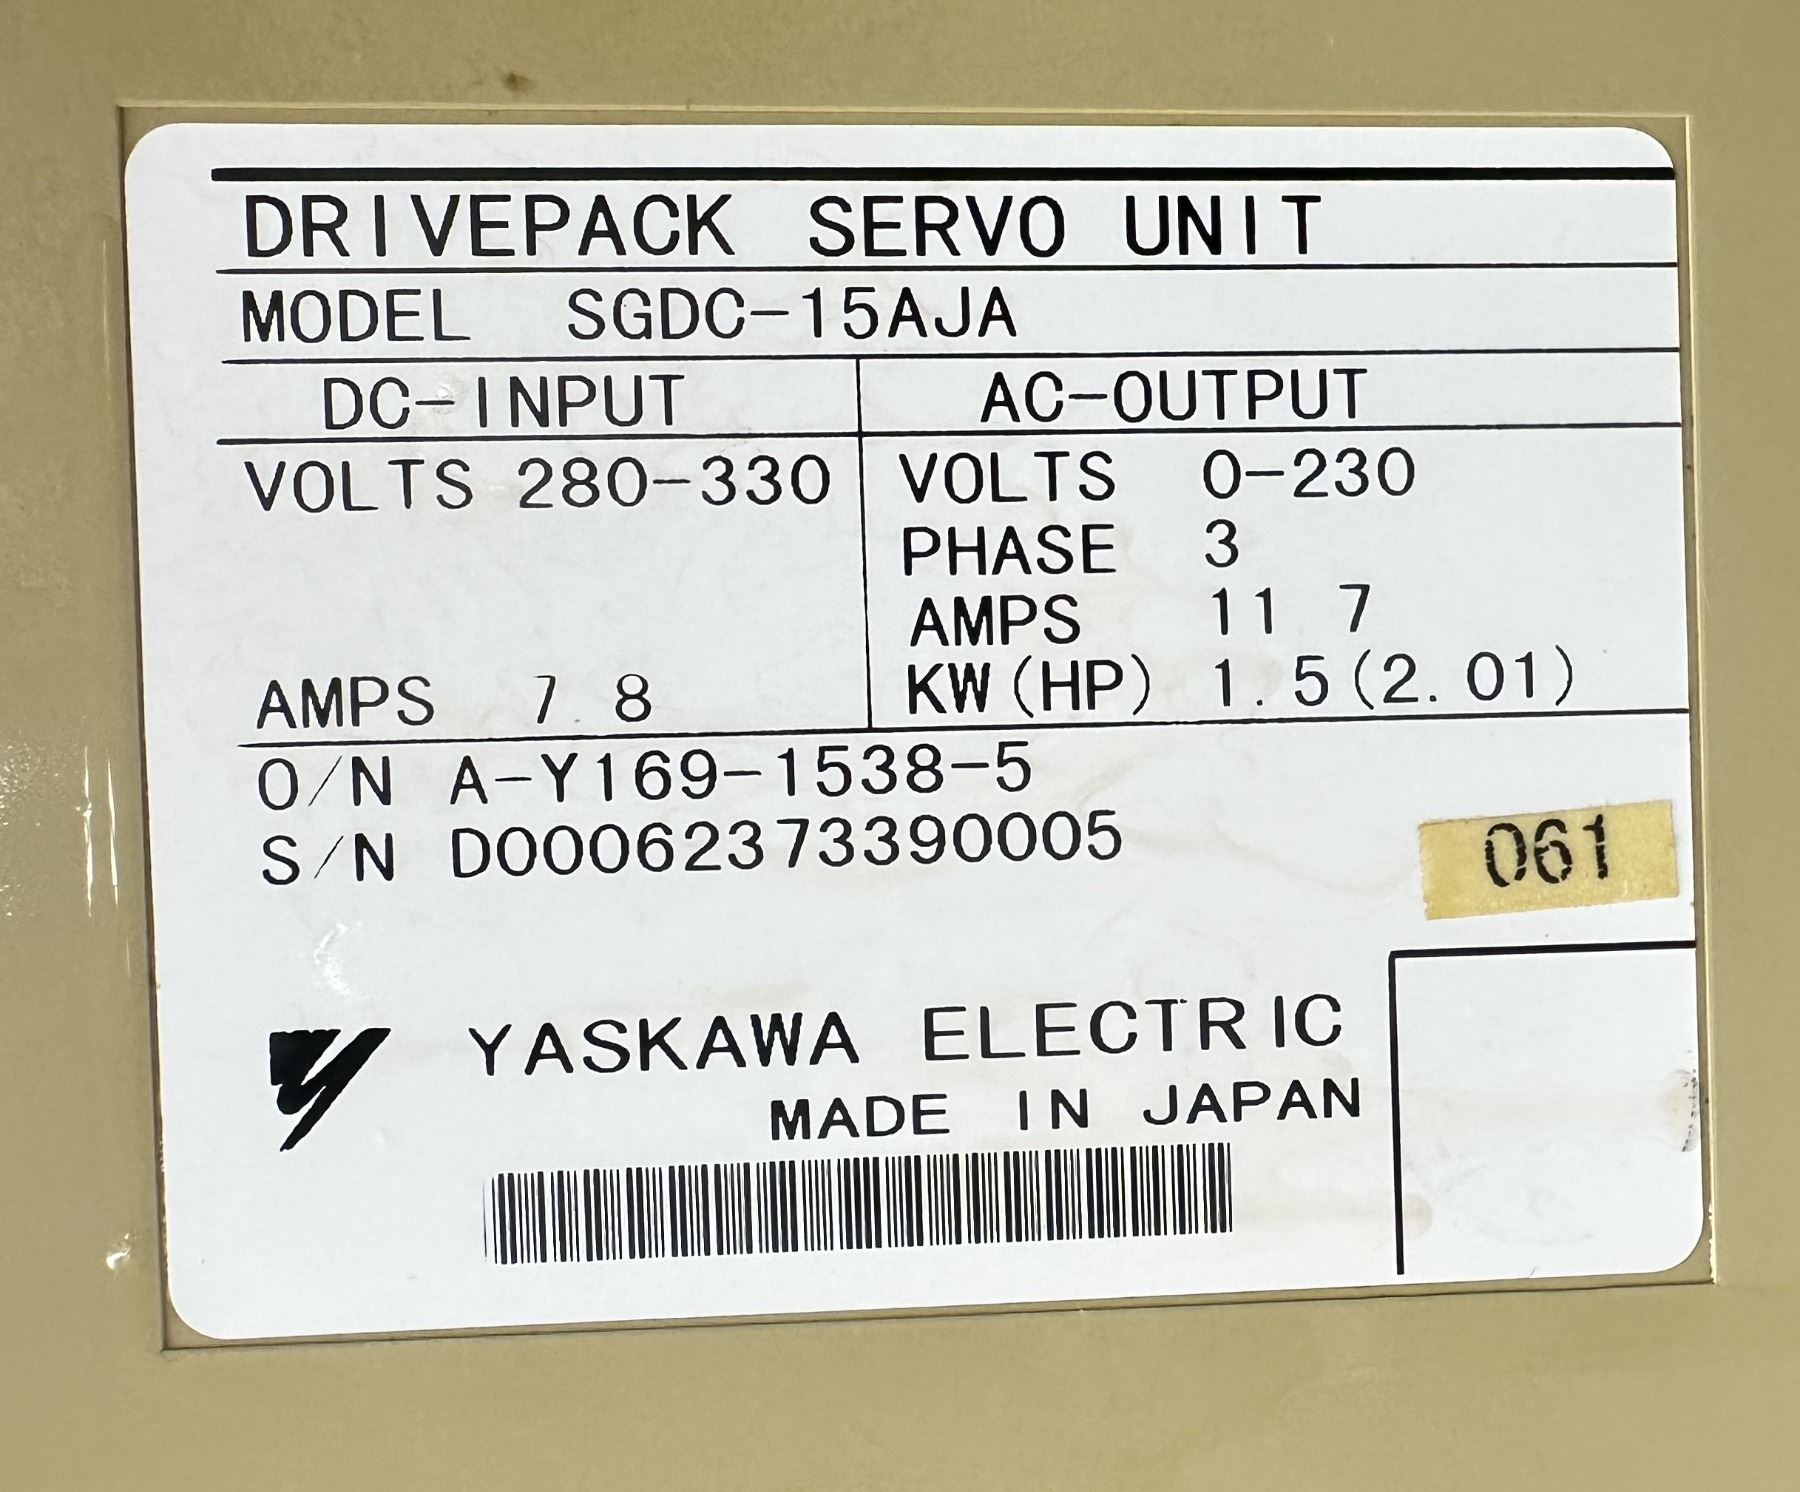 DRIVEPACK SERVO UNIT
MODEL SGDC-15AJA
DC-INPUT AC-OUTPUT
VOLTS 280-330 VOLTS 0-230
PHASE 3
AMPS 11 7
AMPS 7 8 KW(HP) 1.5(2.01)
O/N A-Y169-1538-5
S/N D00062373390005
061
YASKAWA ELECTRIC
MADE IN JAPAN